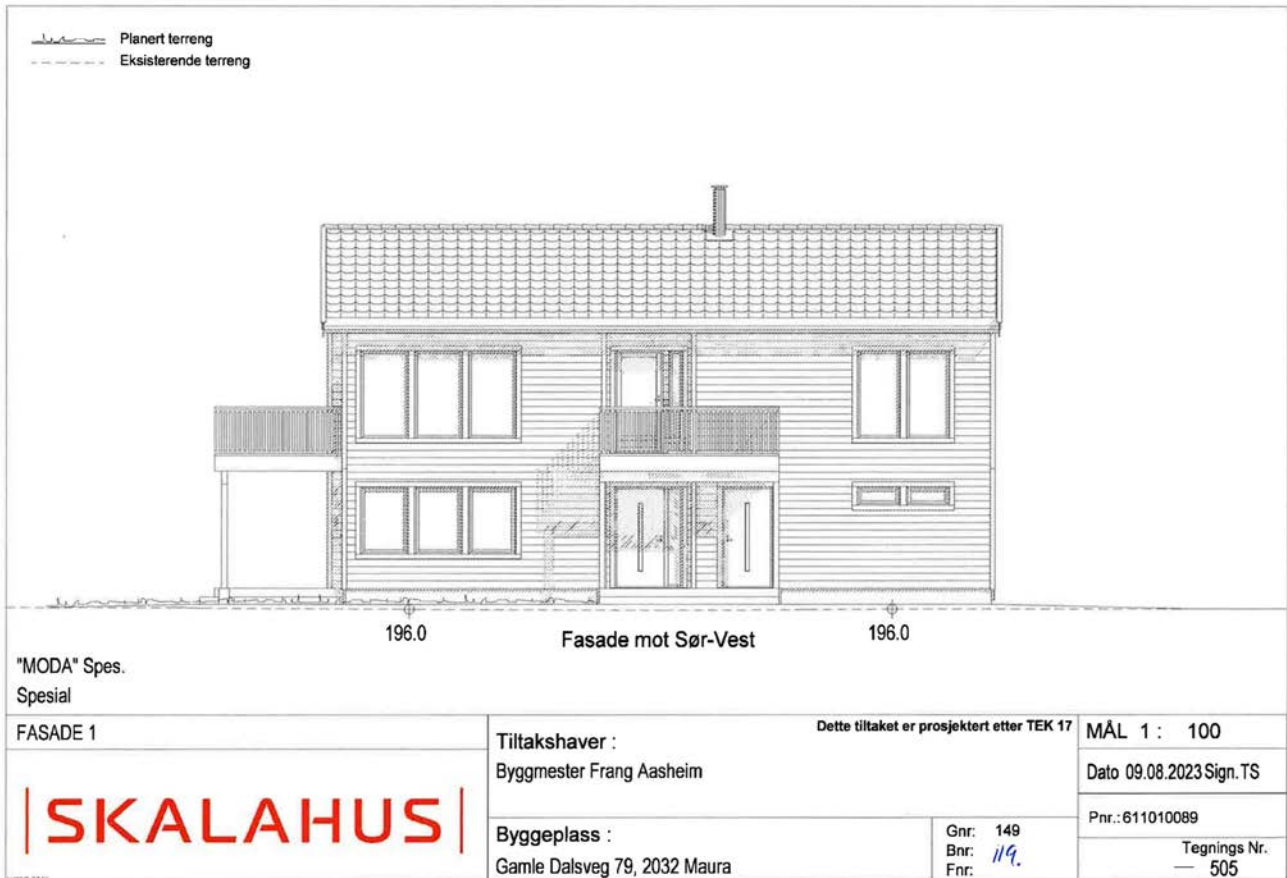 Planert terreng
Eksisterende terreng
196.0
Fasade mot Sør-Vest
196.0
"MODA" Spes.
Spesial
FASADE 1
SKALAHUS
Tiltakshaver :
Dette tiltaket er prosjektert etter TEK 17
Byggmester Frang Aasheim
Byggeplass :
Gamle Dalsveg 79, 2032 Maura
Gnr: 149
Bnr: 119.
Fnr:
MÅL 1 : 100
Dato 09.08.2023 Sign. TS
Pnr.: 611010089
Tegnings Nr.
— 505